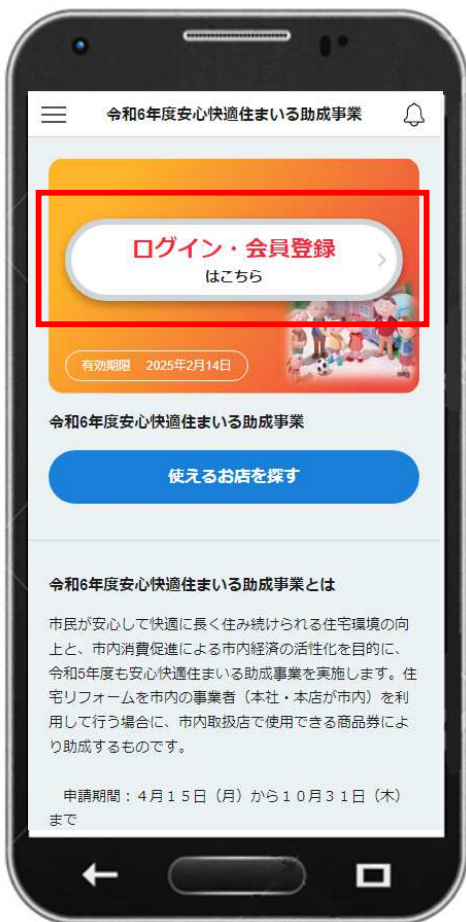 令和6年度安心快適住まいる助成事業
ログイン・会員登録
はこちら
有効期限 2025年2月14日
令和6年度安心快適住まいる助成事業
使えるお店を探す
令和6年度安心快適住まいる助成事業とは
市民が安心して快適に長く住み続けられる住宅環境の向
上と、市内消費促進による市内経済の活性化を目的に、
令和5年度も安心快適住まいる助成事業を実施します。住
宅リフォームを市内の事業者（本社・本店が市内）を利
用して行う場合に、市内取扱店で使用できる商品券によ
り助成するものです。
申請期間：４月１５日（月）から１０月３１日（木）
まで